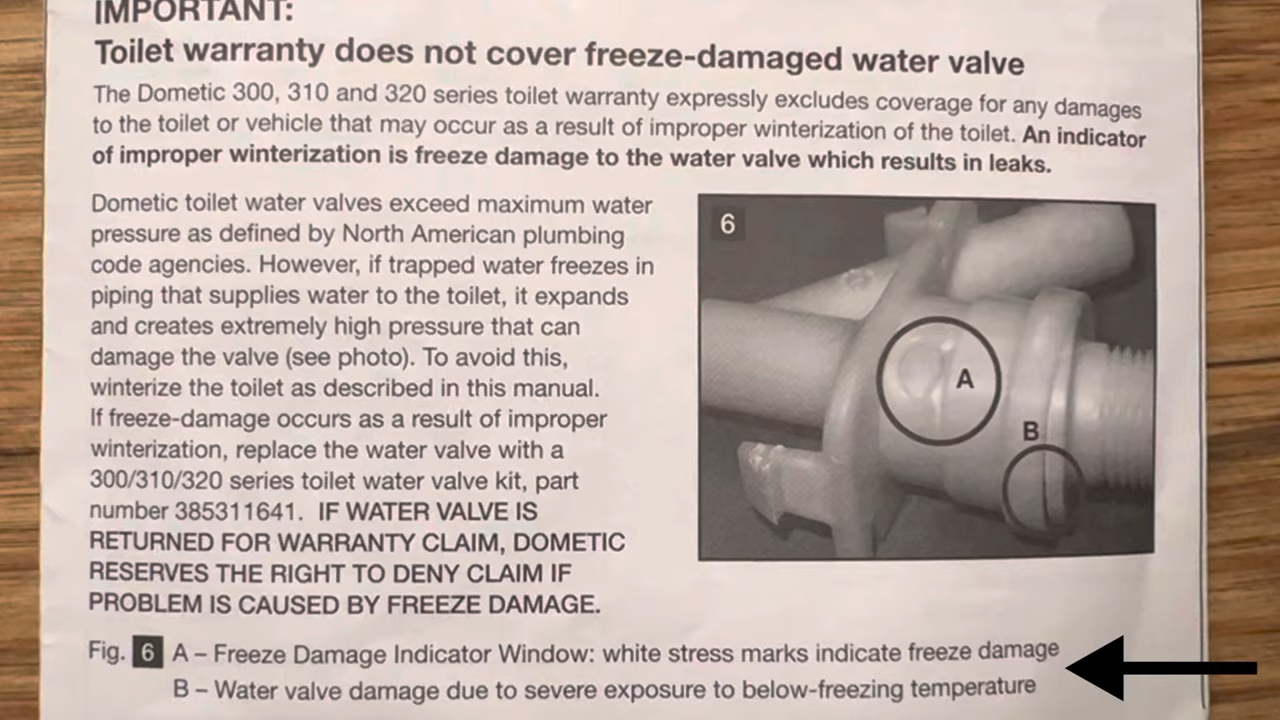 IMPORTANT:
Toilet warranty does not cover freeze-damaged water valve
The Dometic 300, 310 and 320 series toilet warranty expressly excludes coverage for any damages
to the toilet or vehicle that may occur as a result of improper winterization of the toilet. An indicator
of improper winterization is freeze damage to the water valve which results in leaks.
Dometic toilet water valves exceed maximum water
pressure as defined by North American plumbing
code agencies. However, if trapped water freezes in
piping that supplies water to the toilet, it expands
and creates extremely high pressure that can
damage the valve (see photo). To avoid this,
winterize the toilet as described in this manual.
If freeze-damage occurs as a result of improper
winterization, replace the water valve with a
300/310/320 series toilet water valve kit, part
number 385311641. IF WATER VALVE IS
RETURNED FOR WARRANTY CLAIM, DOMETIC
RESERVES THE RIGHT TO DENY CLAIM IF
PROBLEM IS CAUSED BY FREEZE DAMAGE.
6
A
B
Fig. 6 A – Freeze Damage Indicator Window: white stress marks indicate freeze damage
B – Water valve damage due to severe exposure to below-freezing temperature